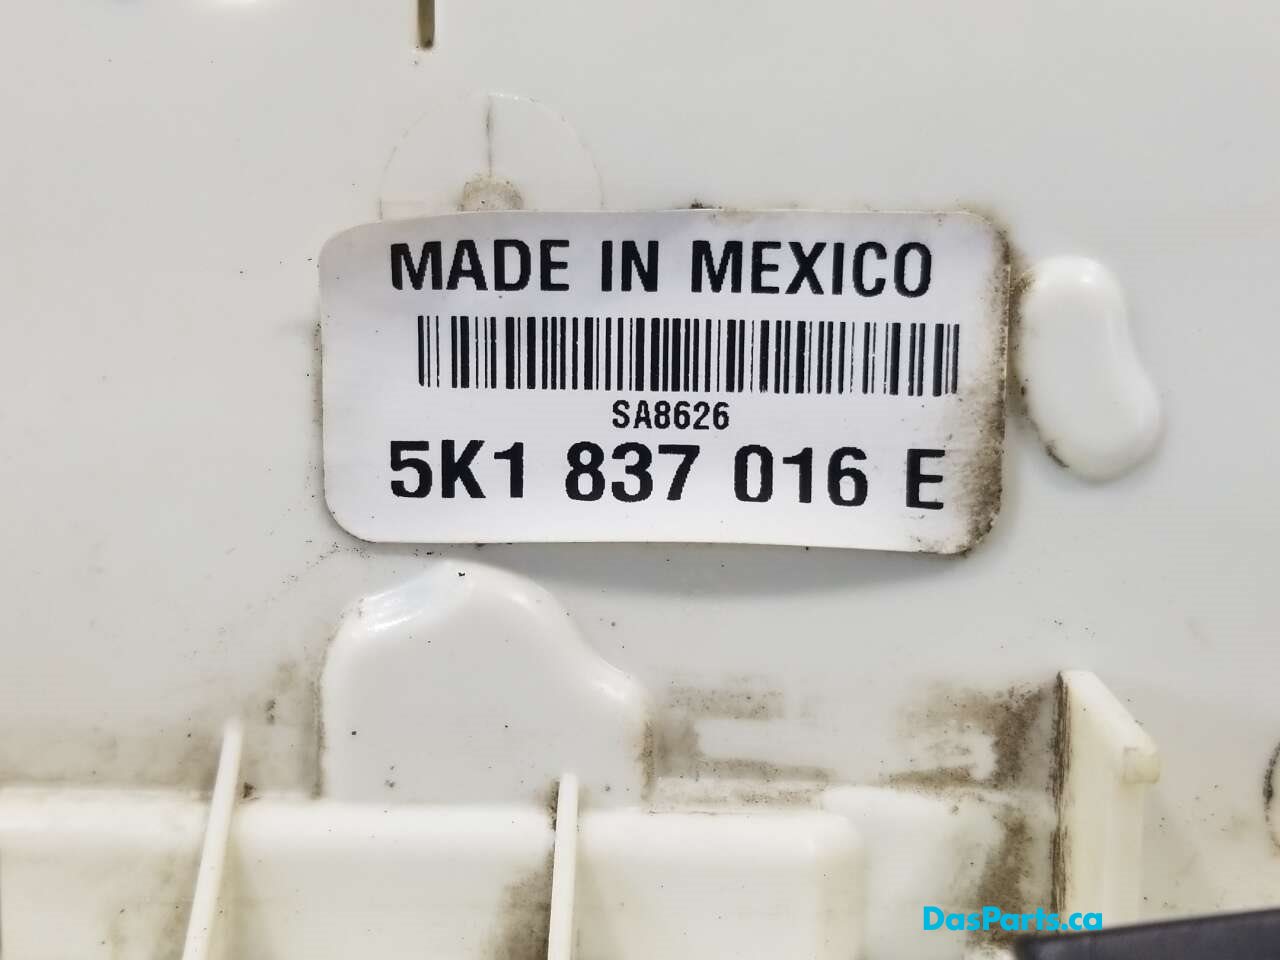 MADE IN MEXICO
SA8626
5K1 837 016 E
DasParts.ca